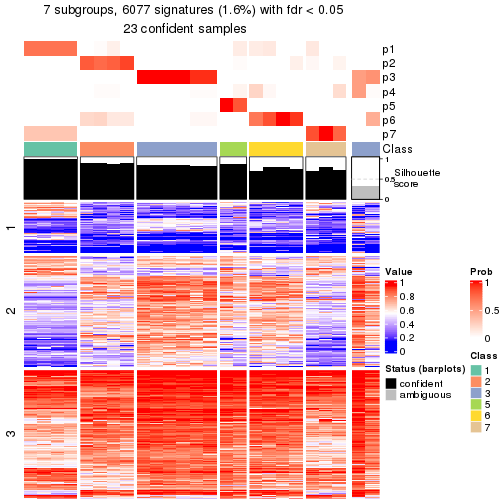 7 subgroups, 6077 signatures (1.6%) with fdr < 0.05
23 confident samples
p1
p2
p3
p4
p5
p6
p7
Class
1
0.5
0
Silhouette
score
1
2
3
Value
1
0.8
0.6
0.4
0.2
0
Status (barplots)
confident
ambiguous
Prob
1
0.5
0
Class
1
2
3
5
6
7